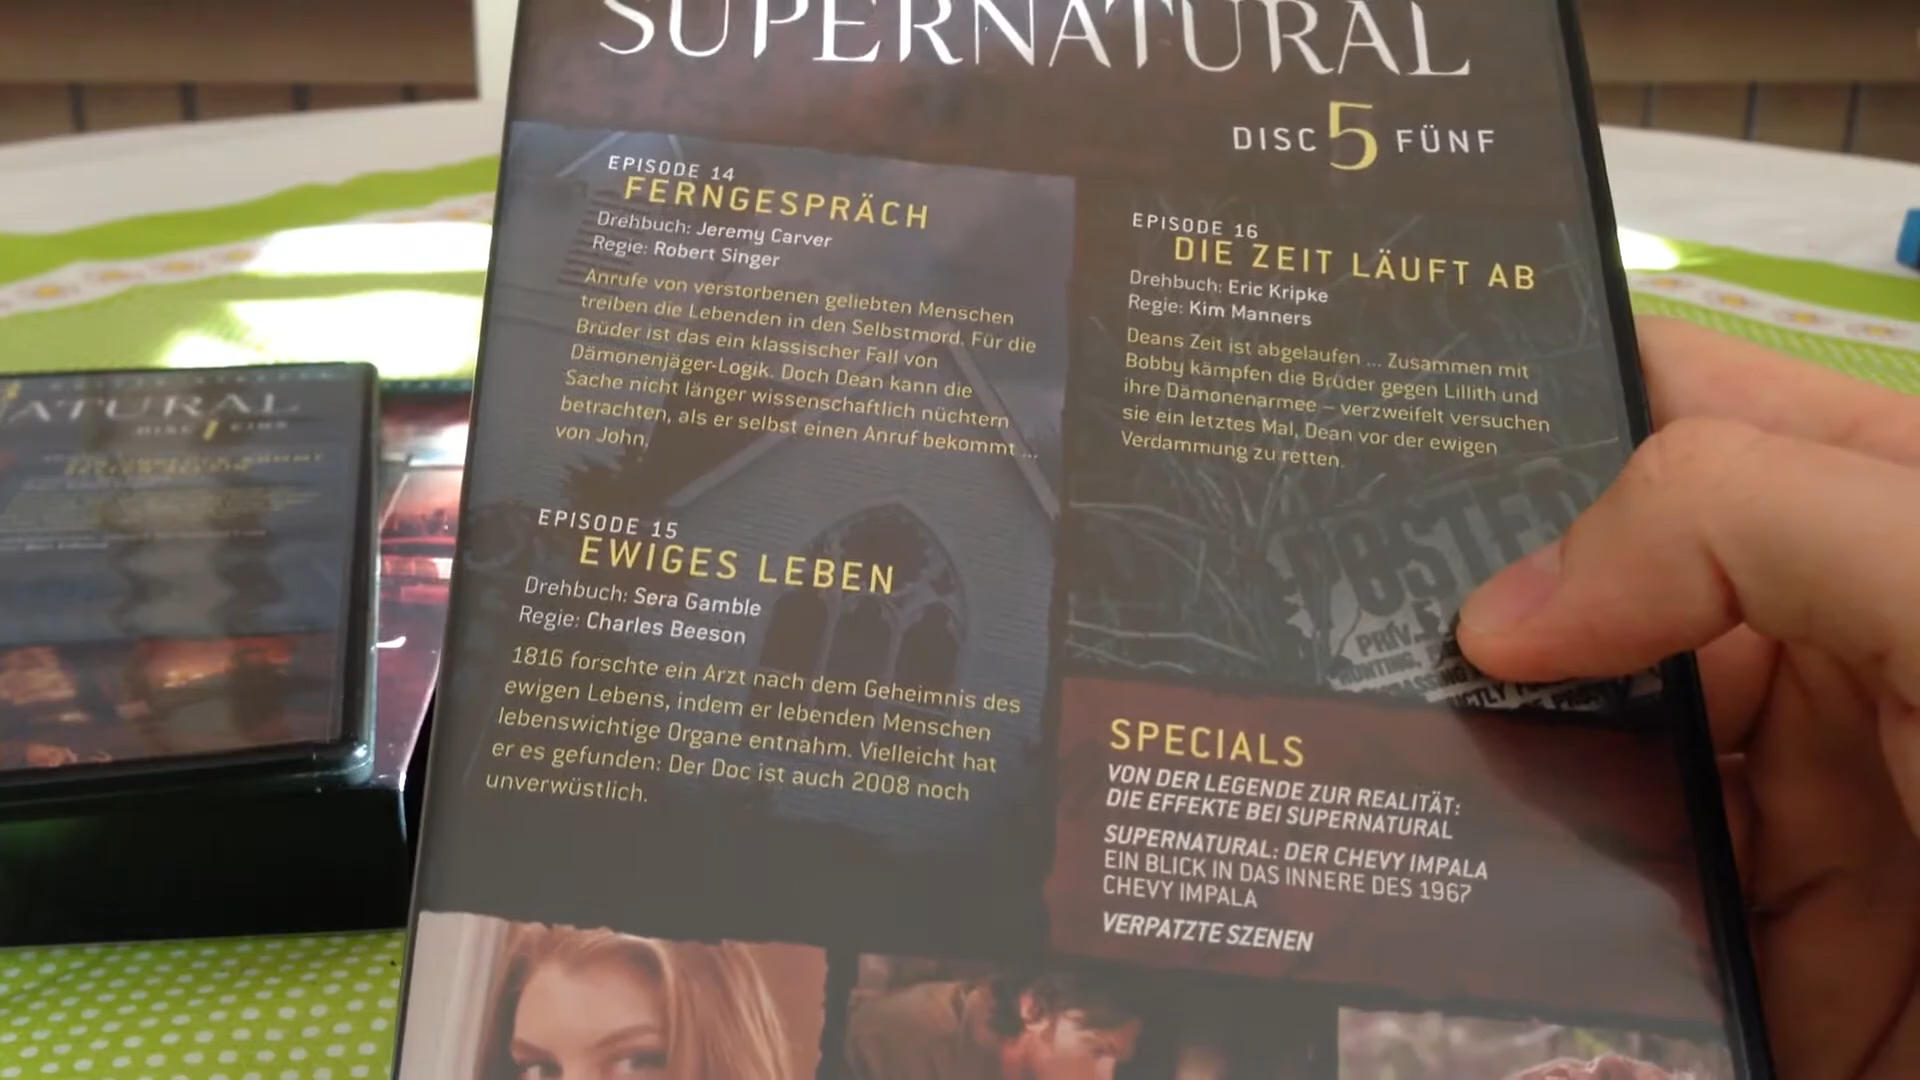 SUPERNATURAL
DISC 5 FÜNF
EPISODE 14
FERNGESPRÄCH
Drehbuch: Jeremy Carver
Regie: Robert Singer
Anrufe von verstorbenen geliebten Menschen
treiben die Lebenden in den Selbstmord. Für die
Brüder ist das ein klassischer Fall von
Dämonenjäger-Logik. Doch Dean kann die
Sache nicht länger wissenschaftlich nüchtern
betrachten, als er selbst einen Anruf bekommt ...
von John.
EPISODE 15
EWIGES LEBEN
Drehbuch: Sera Gamble
Regie: Charles Beeson
1816 forschte ein Arzt nach dem Geheimnis des
ewigen Lebens, indem er lebenden Menschen
lebenswichtige Organe entnahm. Vielleicht hat
er es gefunden: Der Doc ist auch 2008 noch
unverwüstlich.
EPISODE 16
DIE ZEIT LÄUFT AB
Drehbuch: Eric Kripke
Regie: Kim Manners
Deans Zeit ist abgelaufen ... Zusammen mit
Bobby kämpfen die Brüder gegen Lillith und
ihre Dämonenarmee – verzweifelt versuchen
sie ein letztes Mal, Dean vor der ewigen
Verdammung zu retten.
POSTED
HUNTING,
SPECIALS
VON DER LEGENDE ZUR REALITÄT:
DIE EFFEKTE BEI SUPERNATURAL
SUPERNATURAL: DER CHEVY IMPALA
EIN BLICK IN DAS INNERE DES 1967
CHEVY IMPALA
VERPATZTE SZENEN
ATURAL
DISC 1 EINS